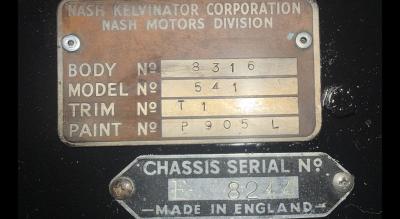 NASH KELVINATOR CORPORATION
NASH MOTORS DIVISION
BODY Nº 8316
MODEL Nº 541
TRIM Nº T1
PAINT Nº P905 L
CHASSIS SERIAL Nº
E 8244
MADE IN ENGLAND